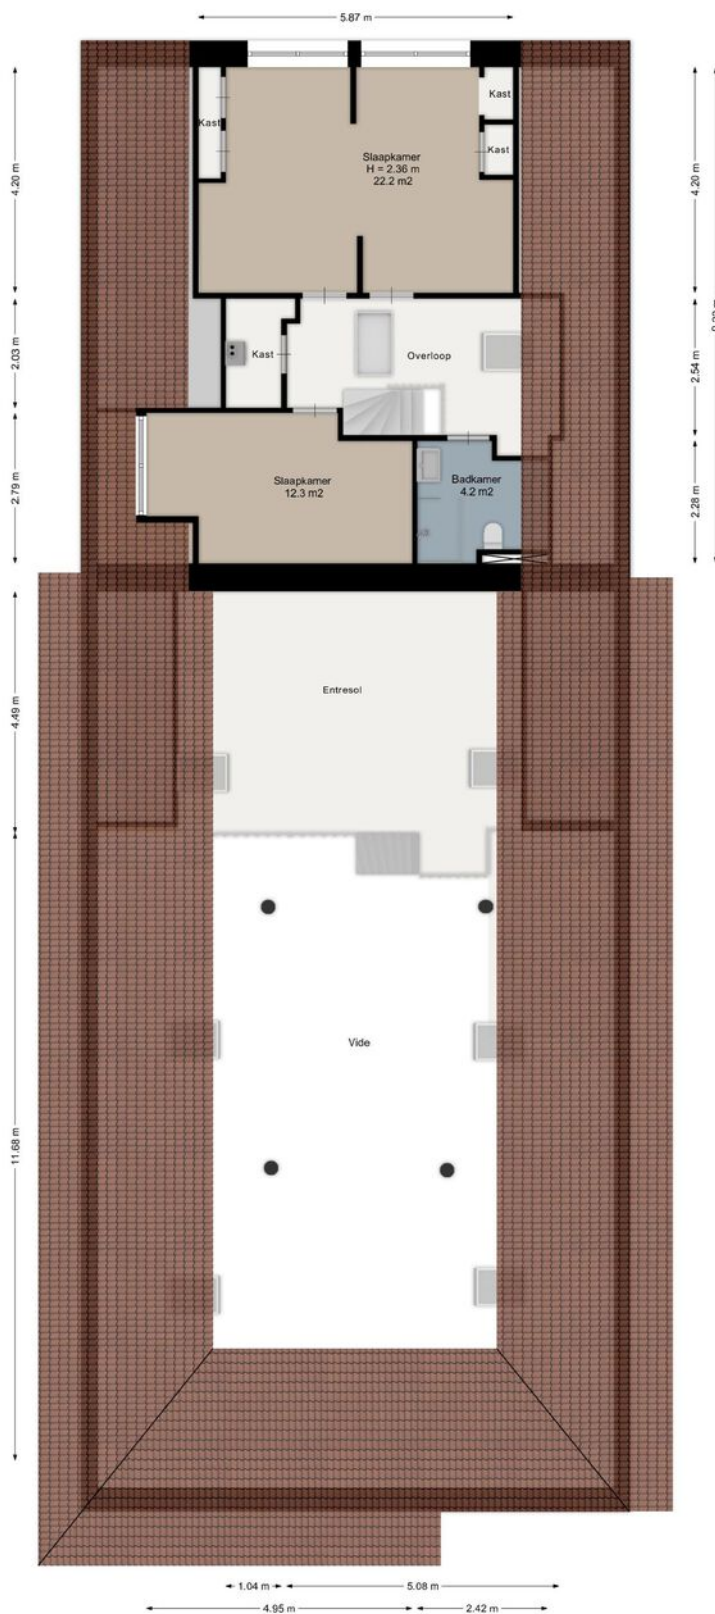 5.87 m
Kast
Kast
Kast
Slaapkamer
H = 2.36 m
22.2 m2
4.20 m
4.20 m
2.03 m
Kast
Overloop
2.54 m
2.79 m
Slaapkamer
12.3 m2
Badkamer
4.2 m2
2.28 m
4.49 m
Entresol
Vide
11.68 m
1.04 m
5.08 m
4.95 m
2.42 m